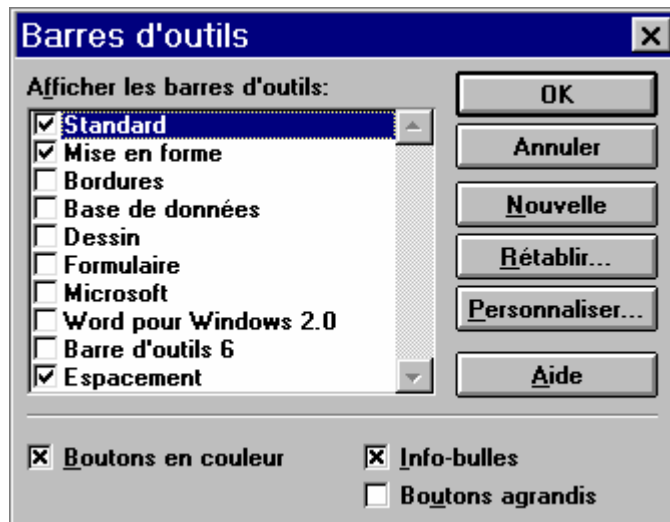 Barres d'outils
Afficher les barres d'outils:
Standard
Mise en forme
Bordures
Base de données
Dessin
Formulaire
Microsoft
Word pour Windows 2.0
Barre d'outils 6
Espacement
OK
Annuler
Nouvelle
Rétablir...
Personnaliser...
Aide
Boutons en couleur
Info-bulles
Boutons agrandis